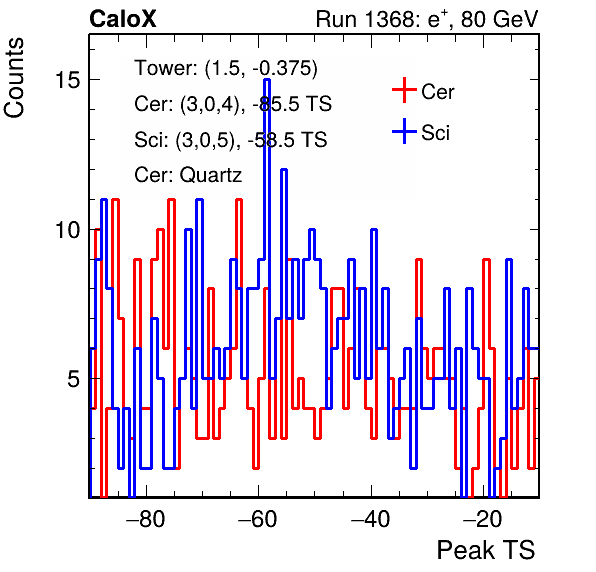 CaloX Run 1368: e⁺, 80 GeV
Counts
Tower: (1.5, -0.375)
Cer: (3,0,4), -85.5 TS
Sci: (3,0,5), -58.5 TS
Cer: Quartz
Cer
Sci
15
10
5
−80 −60 −40 −20
Peak TS